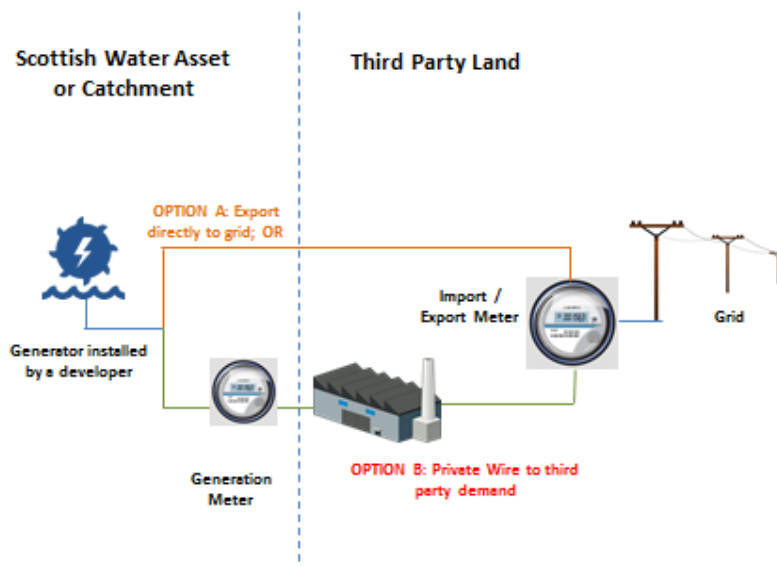 Scottish Water Asset
or Catchment
Third Party Land
OPTION A: Export
directly to grid; OR
Import /
Export Meter
Grid
Generator installed
by a developer
Generation
Meter
OPTION B: Private Wire to third
party demand